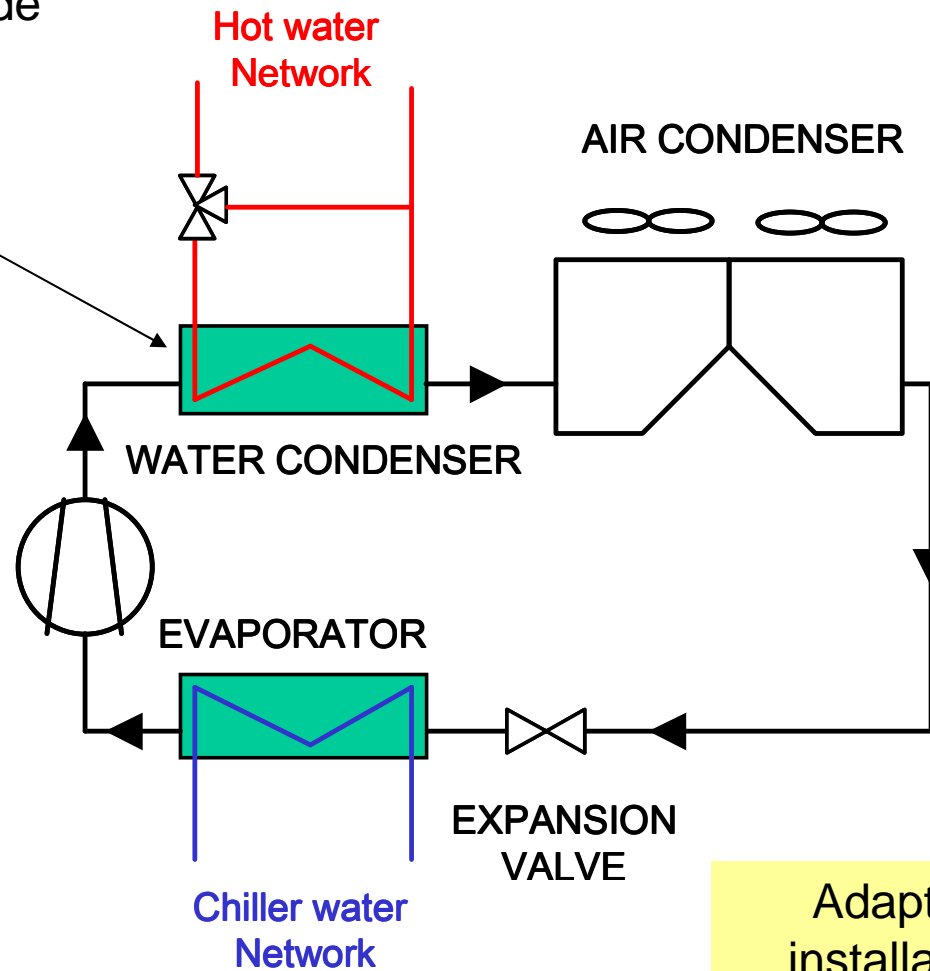 Hot water
Network
AIR CONDENSER
WATER CONDENSER
EVAPORATOR
EXPANSION
VALVE
Chiller water
Network